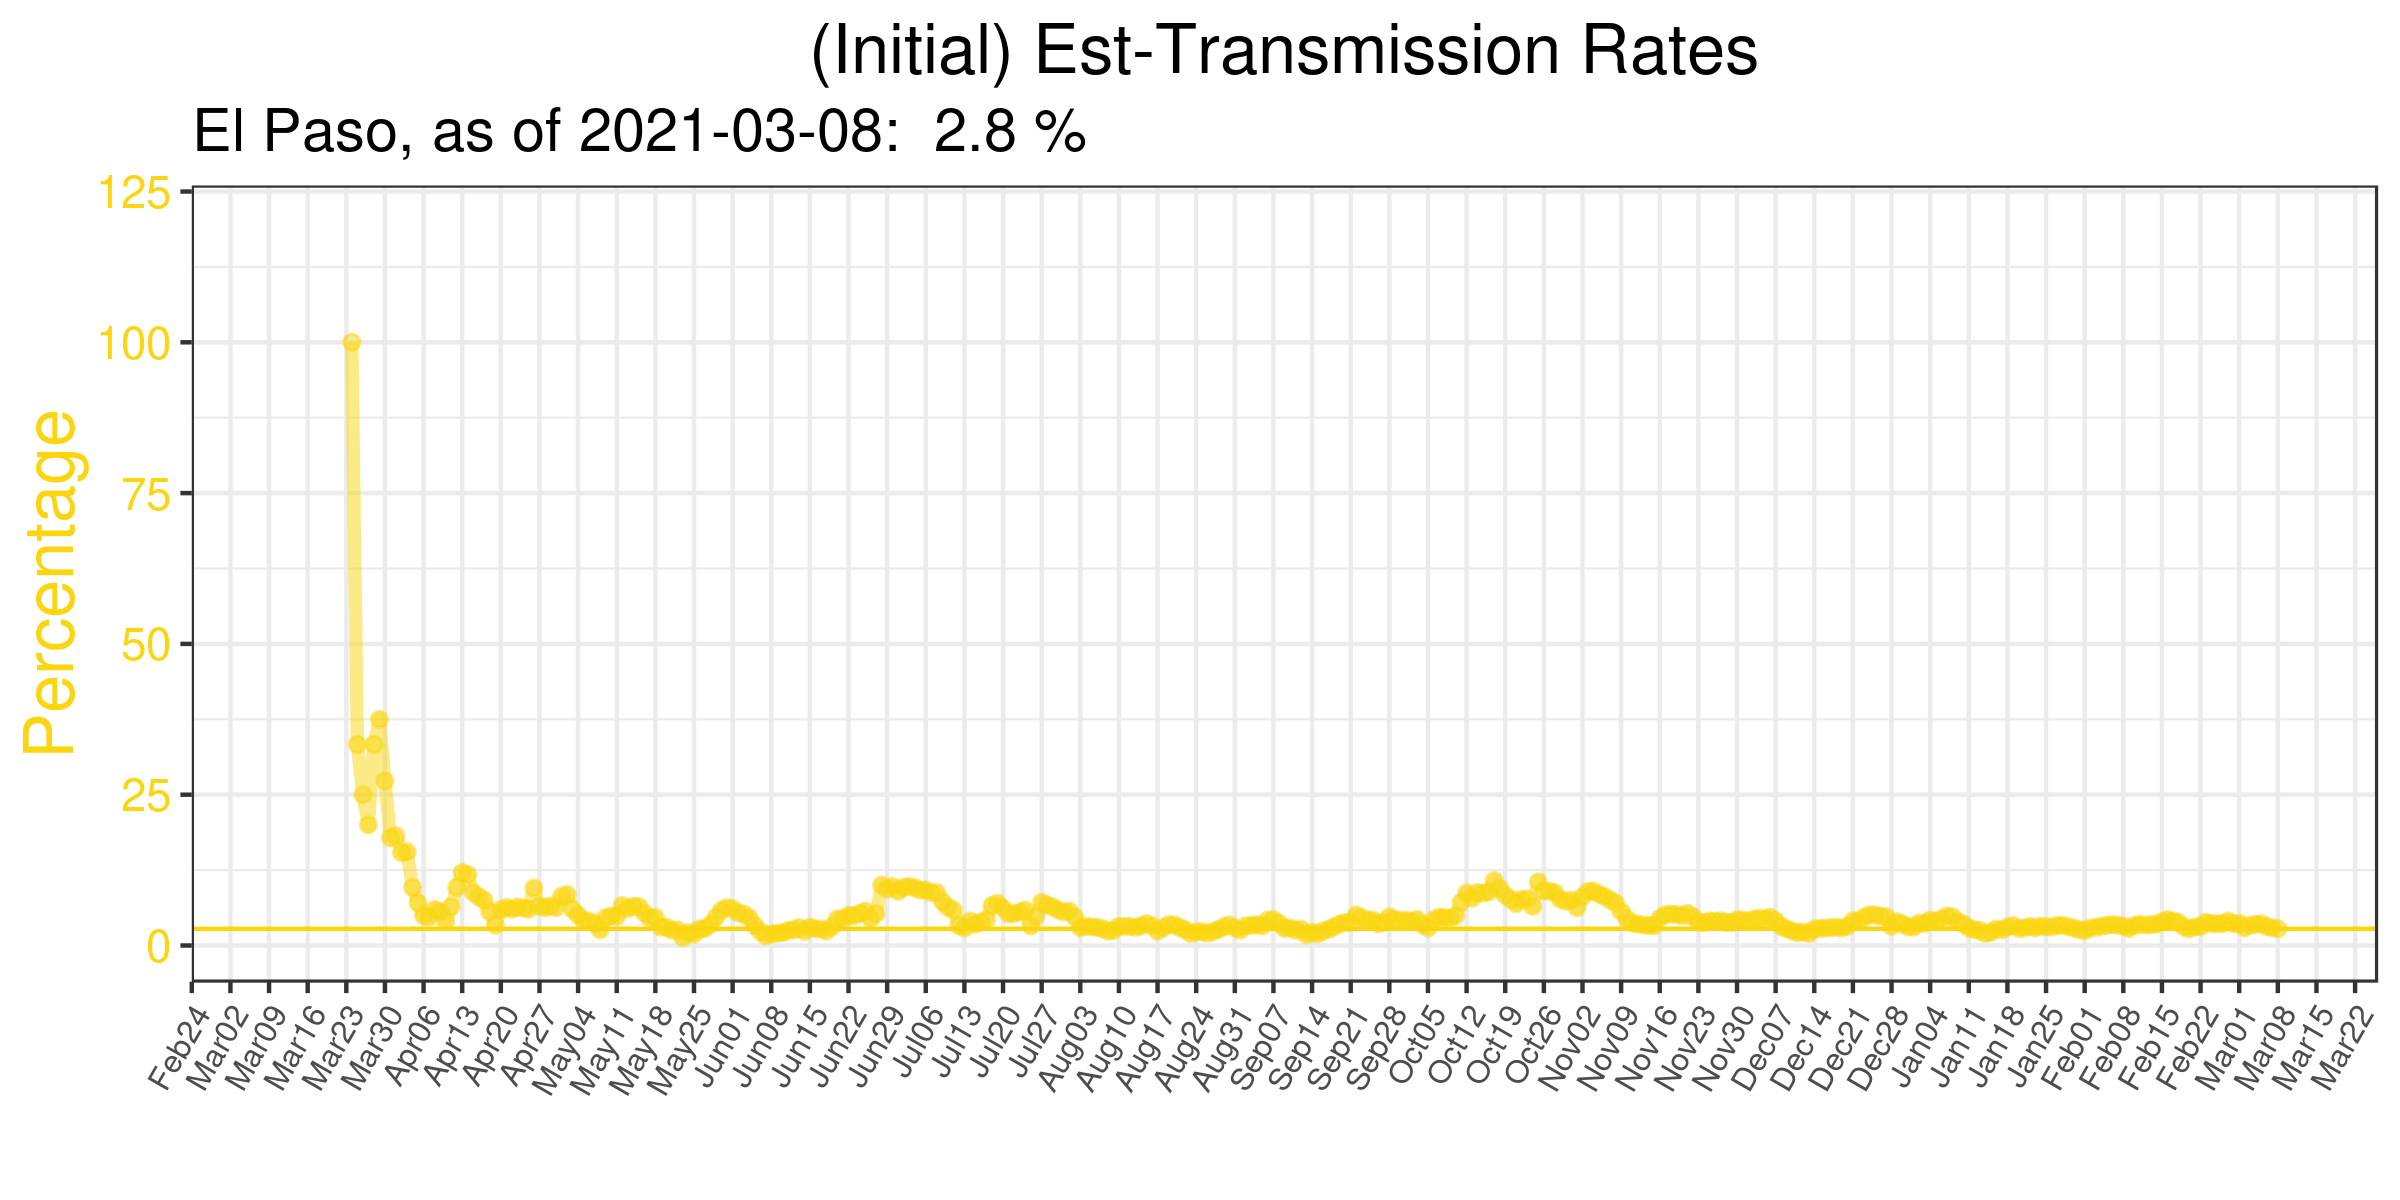 (Initial) Est-Transmission Rates
El Paso, as of 2021-03-08:  2.8 %
Percentage
125
100
75
50
25
0
Feb24
Mar02
Mar09
Mar16
Mar23
Mar30
Apr06
Apr13
Apr20
Apr27
May04
May11
May18
May25
Jun01
Jun08
Jun15
Jun22
Jun29
Jul06
Jul13
Jul20
Jul27
Aug03
Aug10
Aug17
Aug24
Aug31
Sep07
Sep14
Sep21
Sep28
Oct05
Oct12
Oct19
Oct26
Nov02
Nov09
Nov16
Nov23
Nov30
Dec07
Dec14
Dec21
Dec28
Jan04
Jan11
Jan18
Jan25
Feb01
Feb08
Feb15
Feb22
Mar01
Mar08
Mar15
Mar22